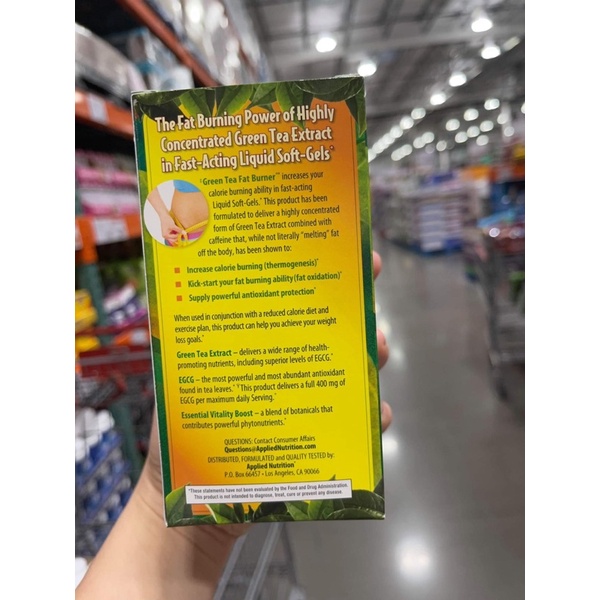 The Fat Burning Power of Highly
Concentrated Green Tea Extract
in Fast-Acting Liquid Soft-Gels*
Green Tea Fat Burner™ increases your
calorie burning ability in fast-acting
Liquid Soft-Gels.* This product has been
formulated to deliver a highly concentrated
form of Green Tea Extract combined with
caffeine that, while not literally "melting" fat
off the body, has been shown to:
Increase calorie burning (thermogenesis)*
Kick-start your fat burning ability (fat oxidation)*
Supply powerful antioxidant protection*
When used in conjunction with a reduced calorie diet and
exercise plan, this product can help you achieve your weight
loss goals.*
Green Tea Extract – delivers a wide range of health-
promoting nutrients, including superior levels of EGCG.*
EGCG – the most powerful and most abundant antioxidant
found in tea leaves.* This product delivers a full 400 mg of
EGCG per maximum daily Serving.*
Essential Vitality Boost – a blend of botanicals that
contributes powerful phytonutrients.*
QUESTIONS: Contact Consumer Affairs
Questions@AppliedNutrition.com
DISTRIBUTED, FORMULATED and QUALITY TESTED by:
Applied Nutrition®
P.O. Box 66457 • Los Angeles, CA 90066
*These statements have not been evaluated by the Food and Drug Administration.
This product is not intended to diagnose, treat, cure or prevent any disease.